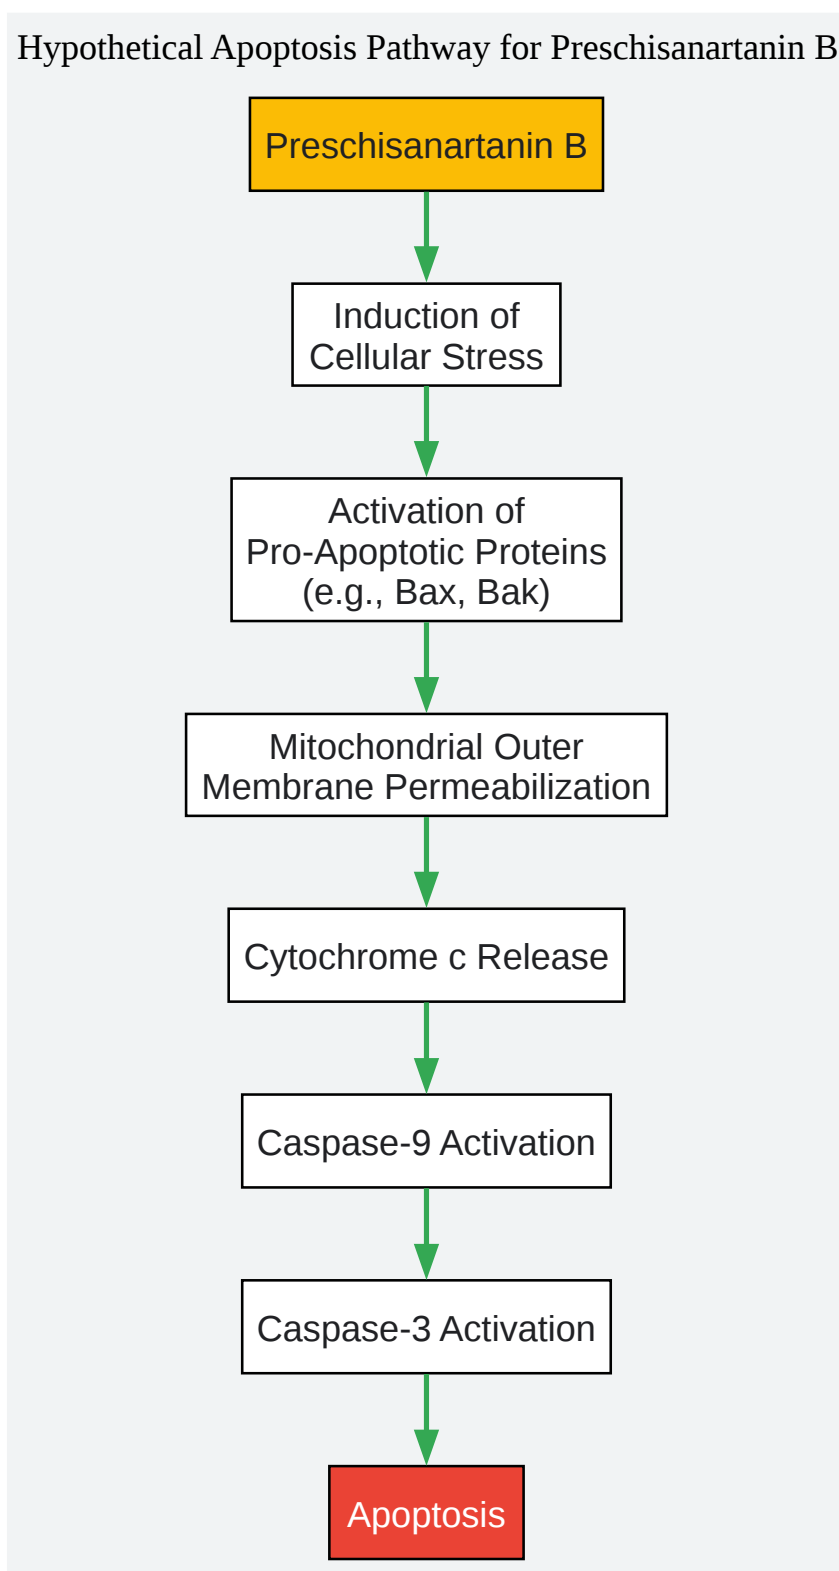 Hypothetical Apoptosis Pathway for Preschisanartanin B
Preschisanartanin B
Induction of
Cellular Stress
Activation of
Pro-Apoptotic Proteins
(e.g., Bax, Bak)
Mitochondrial Outer
Membrane Permeabilization
Cytochrome c Release
Caspase-9 Activation
Caspase-3 Activation
Apoptosis